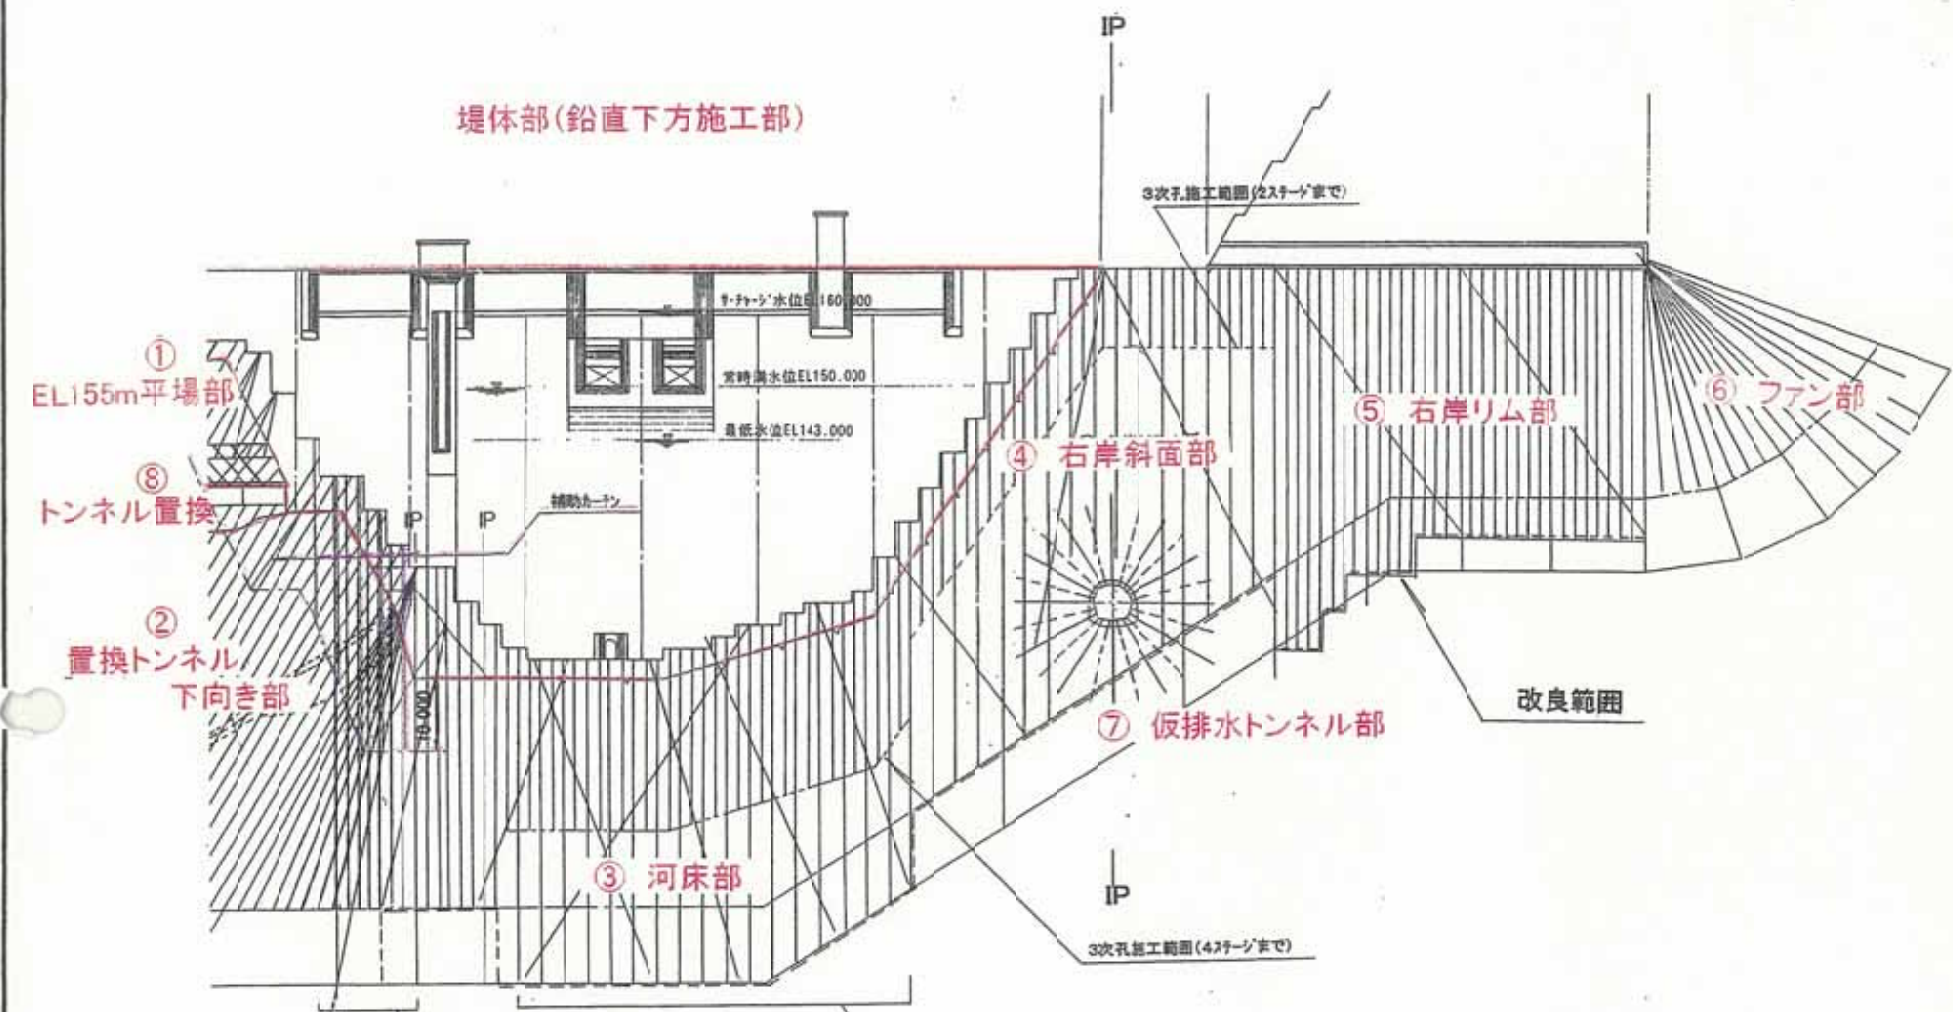 IP
堤体部(鉛直下方施工部)
3次孔施工範囲(2ステージまで)
サーチャージ水位EL160.000
①
EL155m平場部
常時満水位EL150.000
⑥ ファン部
⑤ 右岸リム部
最低水位EL143.000
④ 右岸斜面部
⑧
トンネル置換
補助カーテン
IP
IP
②
置換トンネル
下向き部
10.000
改良範囲
⑦ 仮排水トンネル部
③ 河床部
IP
3次孔施工範囲(4ステージまで)